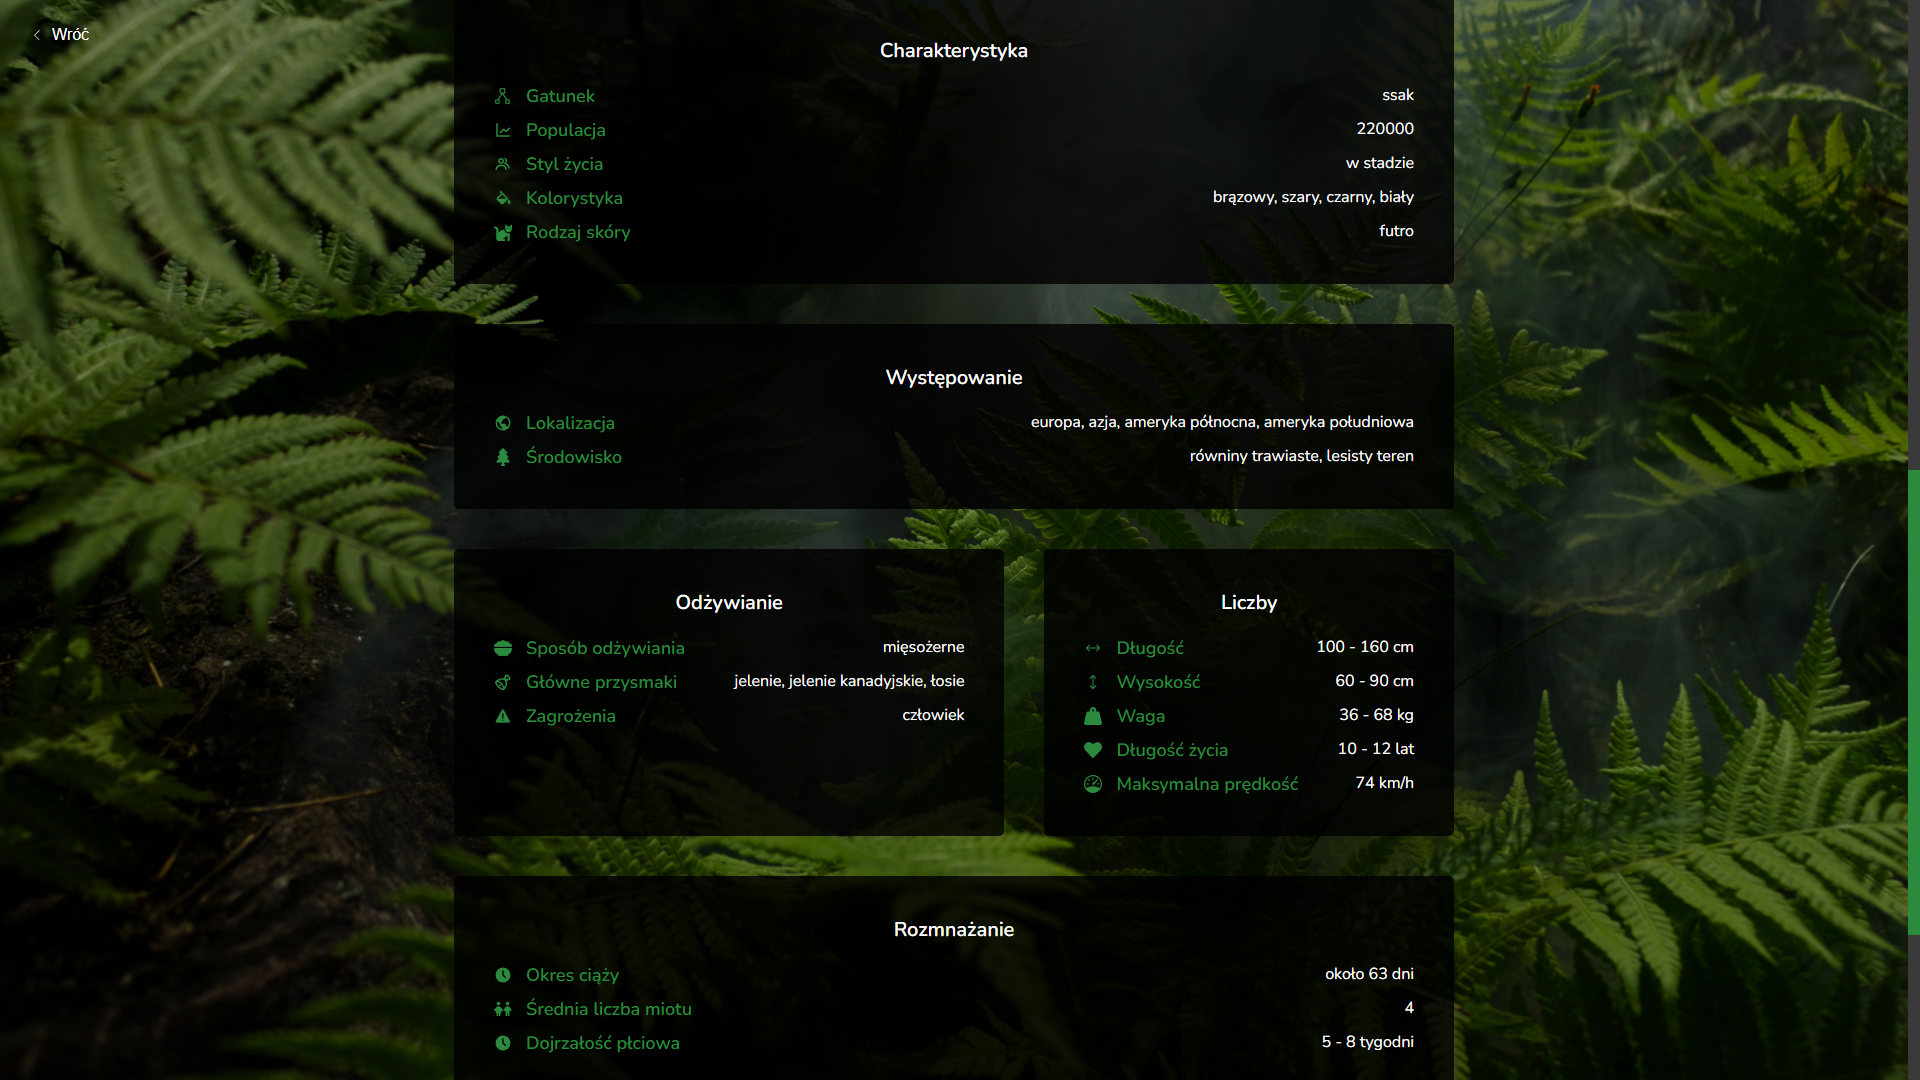 Wróć
Charakterystyka
Gatunek ssak
Populacja 220000
Styl życia w stadzie
Kolorystyka brązowy, szary, czarny, biały
Rodzaj skóry futro
Występowanie
Lokalizacja europa, azja, ameryka północna, ameryka południowa
Środowisko równiny trawiaste, lesisty teren
Odżywianie
Sposób odżywiania mięsożerne
Główne przysmaki jelenie, jelenie kanadyjskie, łosie
Zagrożenia człowiek
Liczby
Długość 100 - 160 cm
Wysokość 60 - 90 cm
Waga 36 - 68 kg
Długość życia 10 - 12 lat
Maksymalna prędkość 74 km/h
Rozmnażanie
Okres ciąży około 63 dni
Średnia liczba miotu 4
Dojrzałość płciowa 5 - 8 tygodni